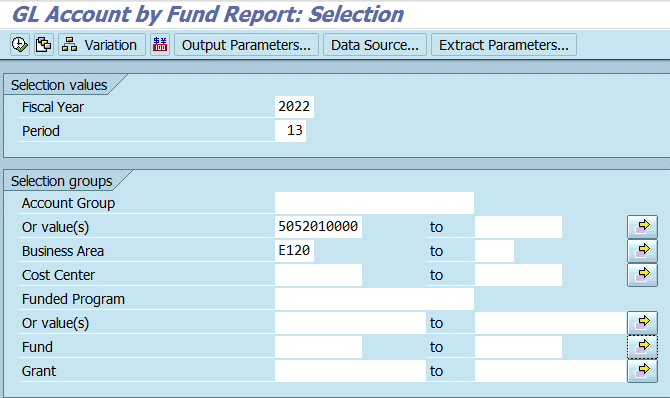 GL Account by Fund Report: Selection
Variation Output Parameters... Data Source... Extract Parameters...
Selection values
Fiscal Year 2022
Period 13
Selection groups
Account Group
Or value(s) 5052010000 to
Business Area E120 to
Cost Center to
Funded Program
Or value(s) to
Fund to
Grant to